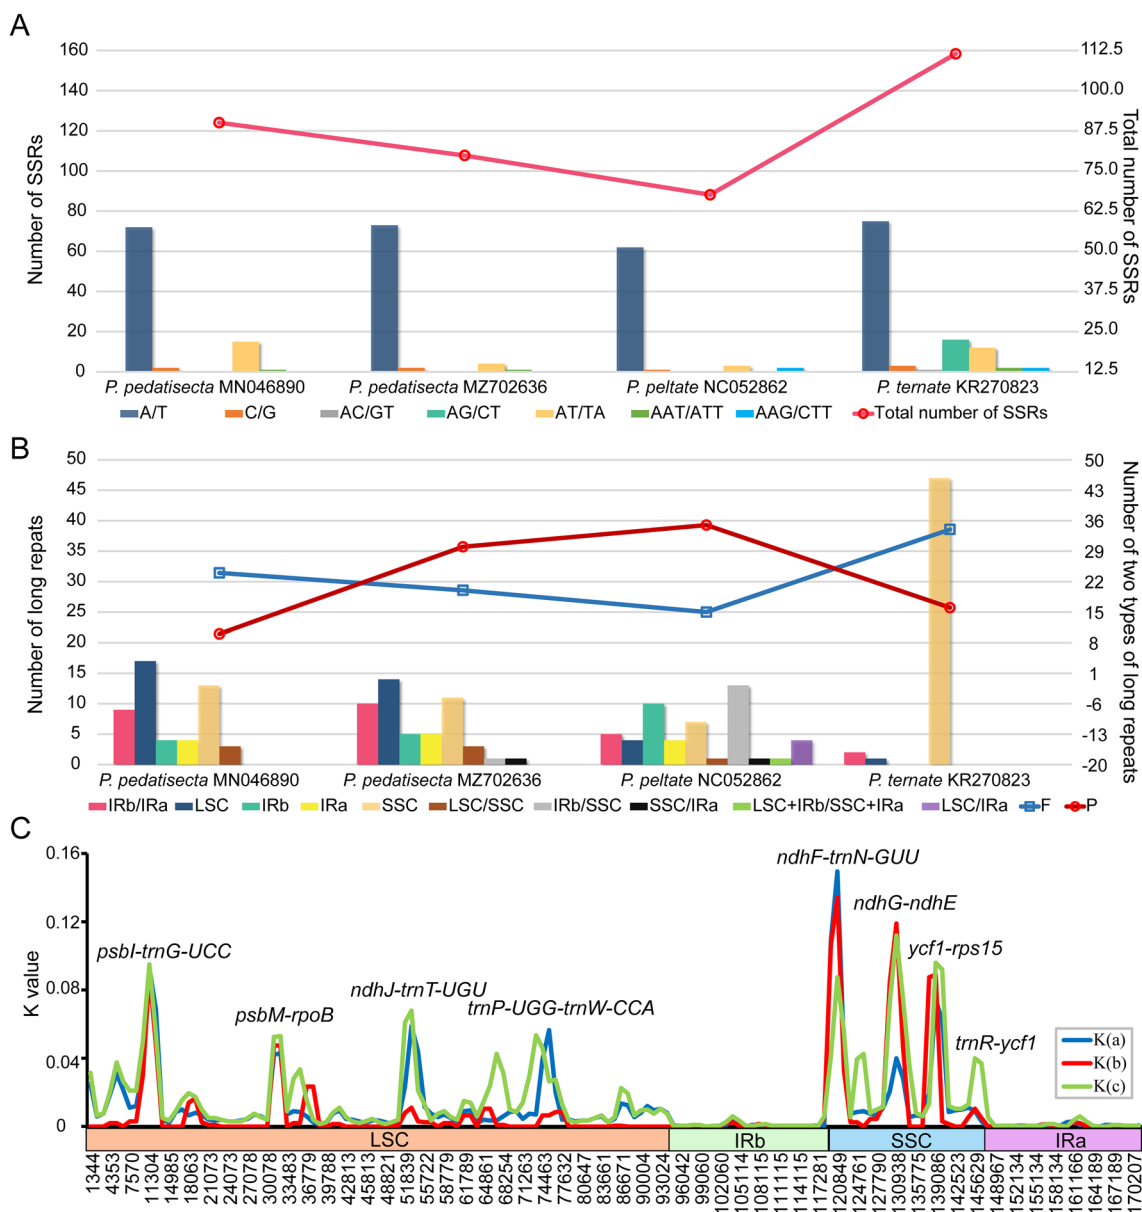 A
160
140
120
100
80
60
40
20
0
Number of SSRs
112.5
100.0
87.5
75.0
62.5
50.0
37.5
25.0
12.5
Total number of SSRs
P. pedatisecta MN046890 P. pedatisecta MZ702636 P. peltate NC052862 P. ternate KR270823
A/T C/G AC/GT AG/CT AT/TA AAT/ATT AAG/CTT Total number of SSRs
B
50
45
40
35
30
25
20
15
10
5
0
Number of long repats
50
43
36
29
22
15
8
1
-6
-13
-20
Number of two types of long repeats
P. pedatisecta MN046890 P. pedatisecta MZ702636 P. peltate NC052862 P. ternate KR270823
IRb/IRa LSC IRb IRa SSC LSC/SSC IRb/SSC SSC/IRa LSC+IRb/SSC+IRa LSC/IRa F P
C
0.16
0.12
0.08
0.04
0
K value
ndhF-trnN-GUU
ndhG-ndhE
psbI-trnG-UCC
ycf1-rps15
ndhJ-trnT-UGU
trnP-UGG-trnW-CCA
psbM-rpoB
trnR-ycf1
K(a)
K(b)
K(c)
LSC IRb SSC IRa
13444 4353 7570 11304 14985 18063 21073 24073 27078 30078 33483 36779 39788 42813 45813 48821 51839 55722 58779 61789 64861 68254 71263 74463 77632 80647 83661 86671 90004 93024 96042 99060 102060 105114 108115 111115 114115 117281 120849 124761 127790 130938 135775 139086 142523 145629 148967 152134 155134 158134 161166 164189 167189 170207